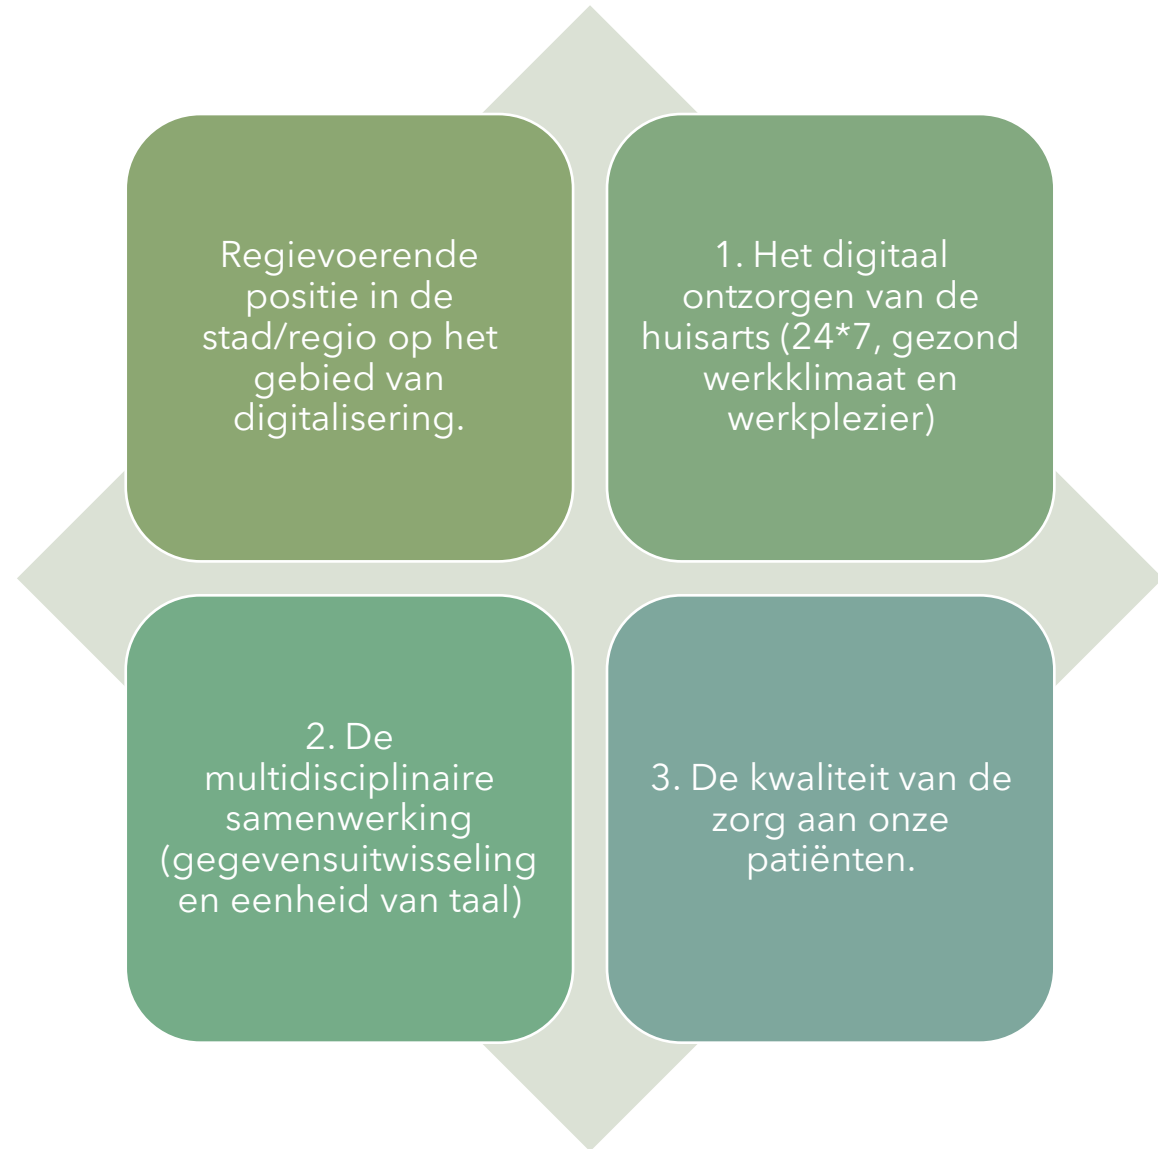 Regievoerende
positie in de
stad/regio op het
gebied van
digitalisering.
1. Het digitaal
ontzorgen van de
huisarts (24*7, gezond
werkklimaat en
werkplezier)
2. De
multidisciplinaire
samenwerking
(gegevensuitwisseling
en eenheid van taal)
3. De kwaliteit van de
zorg aan onze
patiënten.